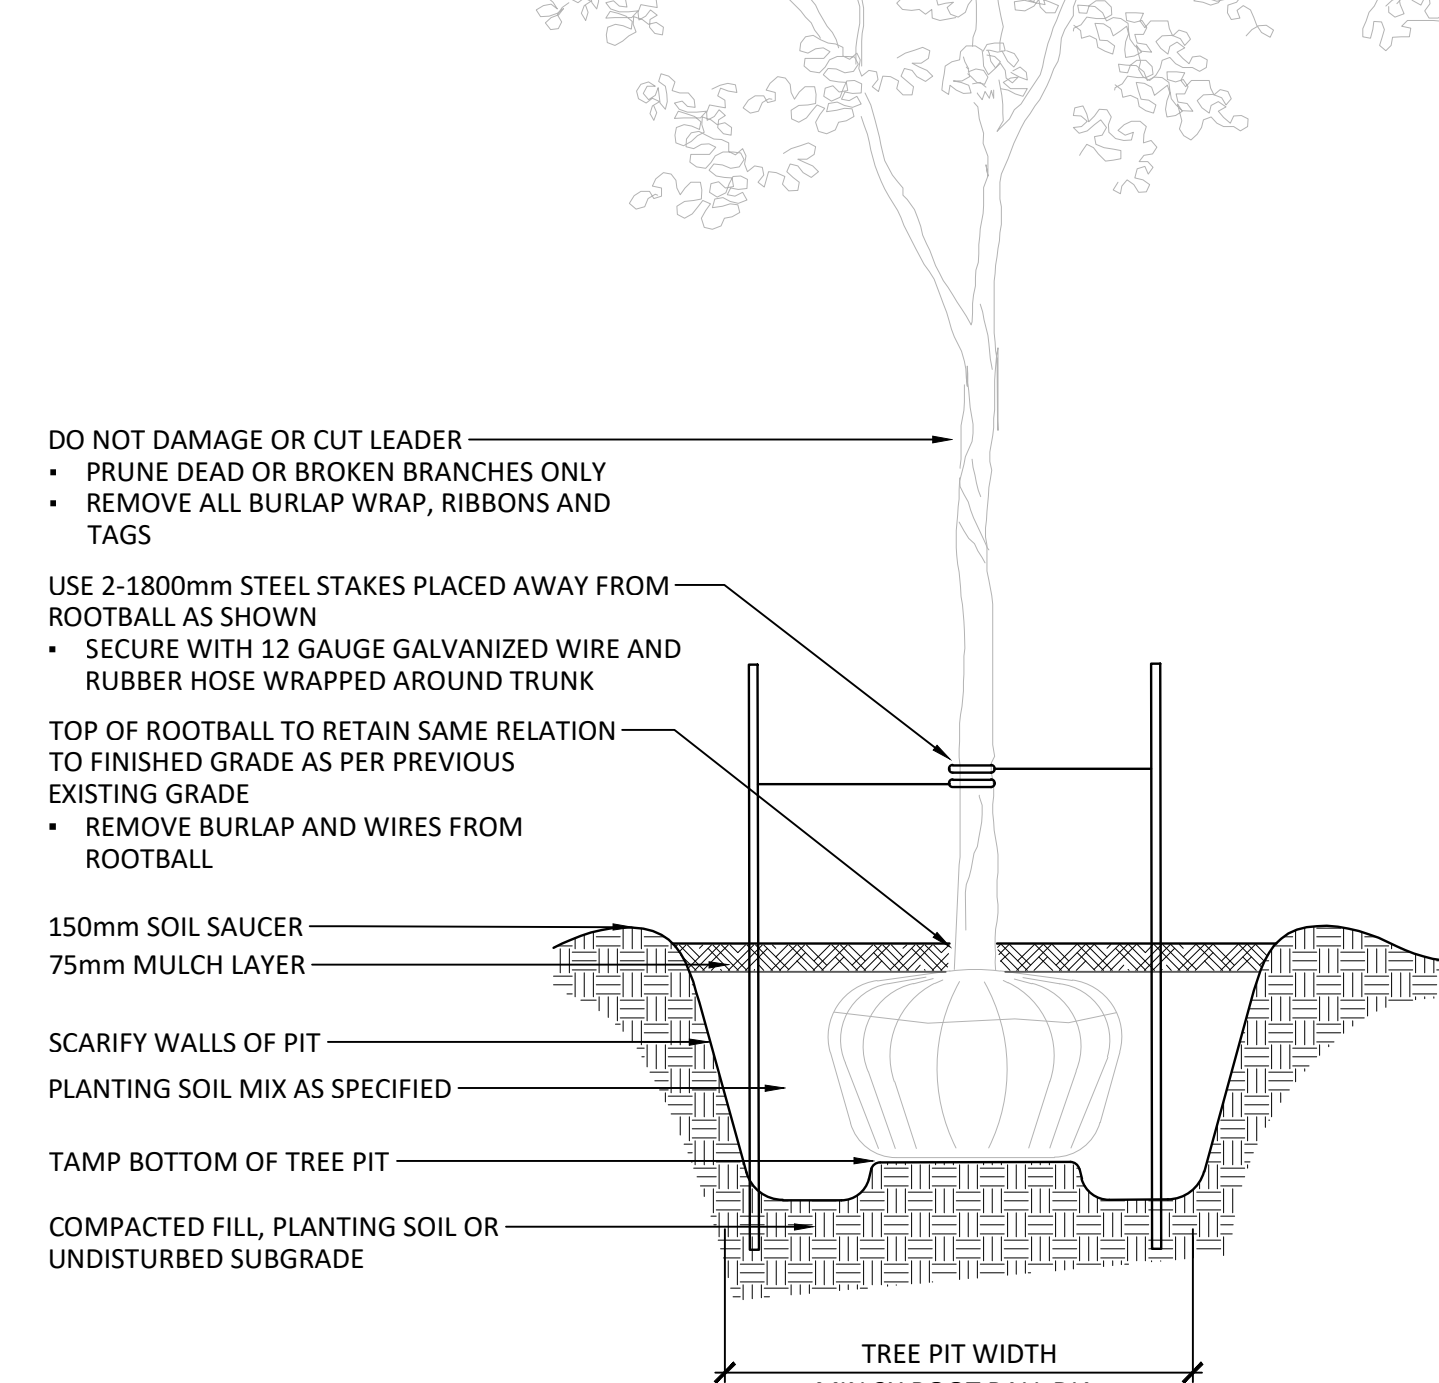 DO NOT DAMAGE OR CUT LEADER
▪ PRUNE DEAD OR BROKEN BRANCHES ONLY
▪ REMOVE ALL BURLAP WRAP, RIBBONS AND
TAGS
USE 2-1800mm STEEL STAKES PLACED AWAY FROM
ROOTBALL AS SHOWN
▪ SECURE WITH 12 GAUGE GALVANIZED WIRE AND
RUBBER HOSE WRAPPED AROUND TRUNK
TOP OF ROOTBALL TO RETAIN SAME RELATION
TO FINISHED GRADE AS PER PREVIOUS
EXISTING GRADE
▪ REMOVE BURLAP AND WIRES FROM
ROOTBALL
150mm SOIL SAUCER
75mm MULCH LAYER
SCARIFY WALLS OF PIT
PLANTING SOIL MIX AS SPECIFIED
TAMP BOTTOM OF TREE PIT
COMPACTED FILL, PLANTING SOIL OR
UNDISTURBED SUBGRADE
TREE PIT WIDTH